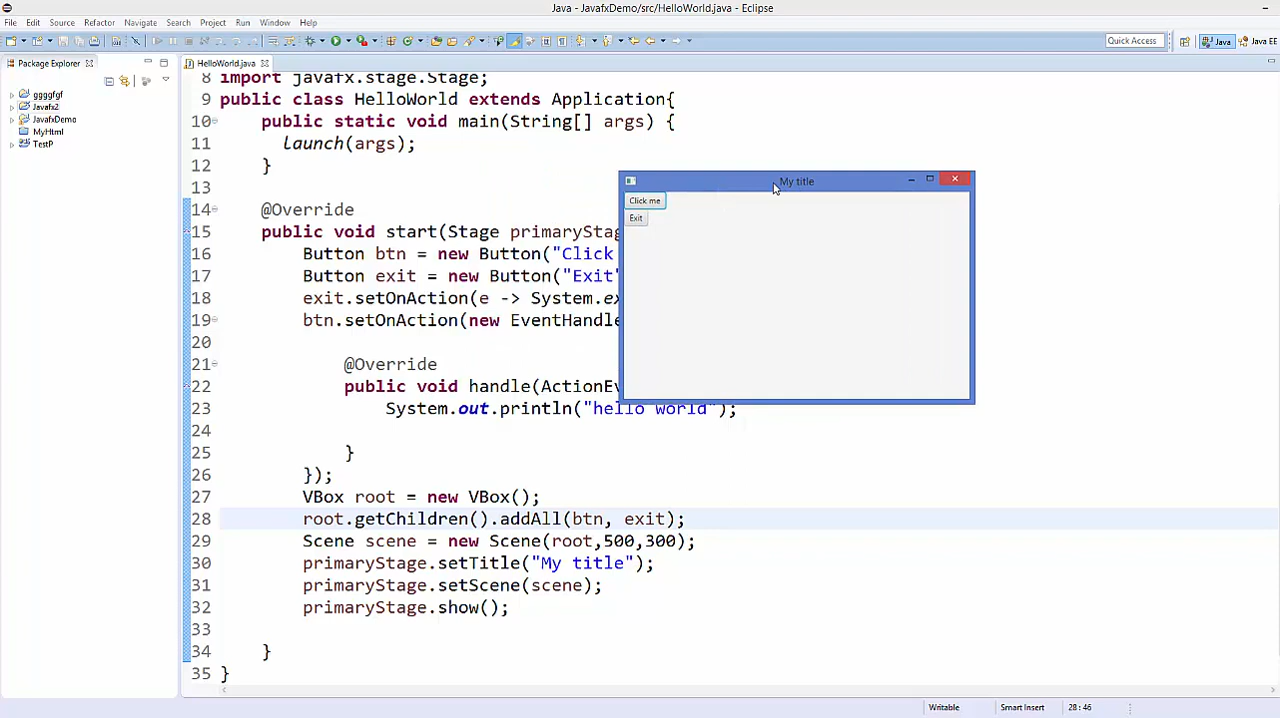 Java - JavafxDemo/src/HelloWorld.java - Eclipse
File Edit Source Refactor Navigate Search Project Run Window Help
Quick Access
Java
Java EE
Package Explorer
HelloWorld.java
ggggfgf
Javafx2
JavafxDemo
MyHtml
TestP
8 import javafx.stage.Stage;
9 public class HelloWorld extends Application{
10 public static void main(String[] args) {
11 launch(args);
12 }
13
14 @Override
15 public void start(Stage primaryStag
16 Button btn = new Button("Click
17 Button exit = new Button("Exit"
18 exit.setOnAction(e -> System.ex
19 btn.setOnAction(new EventHandle
20
21 @Override
22 public void handle(ActionEv
23 System.out.println("hello world");
24
25 }
26 });
27 VBox root = new VBox();
28 root.getChildren().addAll(btn, exit);
29 Scene scene = new Scene(root,500,300);
30 primaryStage.setTitle("My title");
31 primaryStage.setScene(scene);
32 primaryStage.show();
33
34 }
35 }
My title
Click me
Exit
Writable
Smart Insert
28 : 46